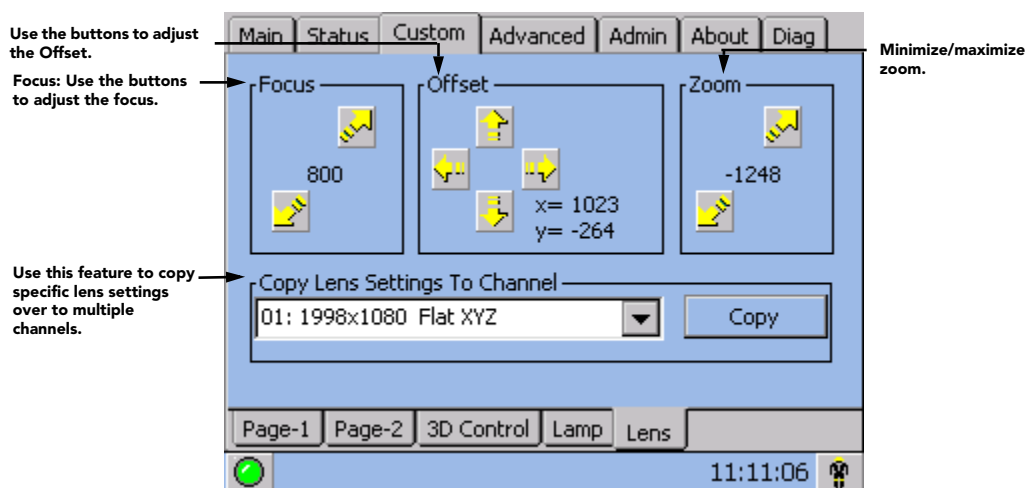 Use the buttons to adjust
the Offset.
Focus: Use the buttons
to adjust the focus.
Use this feature to copy
specific lens settings
over to multiple
channels.
Main Status Custom Advanced Admin About Diag
Focus
800
Offset
x= 1023
y= -264
Zoom
-1248
Copy Lens Settings To Channel
01: 1998x1080 Flat XYZ
Copy
Page-1 Page-2 3D Control Lamp Lens
11:11:06
Minimize/maximize
zoom.